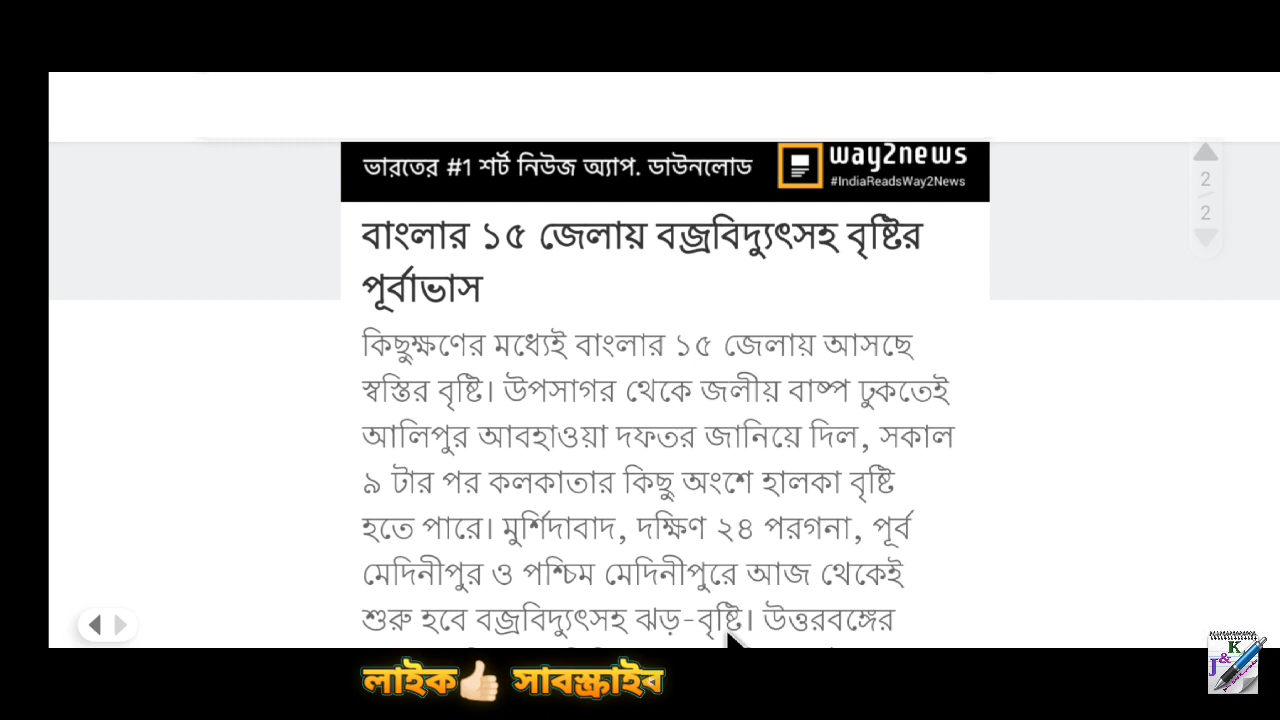 ভারতের #1 শর্ট নিউজ অ্যাপ. ডাউনলোড
way2news
#IndiaReadsWay2News
বাংলার ১৫ জেলায় বজ্রবিদ্যুৎসহ বৃষ্টির
পূর্বাভাস
কিছুক্ষণের মধ্যেই বাংলার ১৫ জেলায় আসছে
স্বস্তির বৃষ্টি। উপসাগর থেকে জলীয় বাষ্প ঢুকতেই
আলিপুর আবহাওয়া দফতর জানিয়ে দিল, সকাল
৯ টার পর কলকাতার কিছু অংশে হালকা বৃষ্টি
হতে পারে। মুর্শিদাবাদ, দক্ষিণ ২৪ পরগনা, পূর্ব
মেদিনীপুর ও পশ্চিম মেদিনীপুরে আজ থেকেই
শুরু হবে বজ্রবিদ্যুৎসহ ঝড়-বৃষ্টি। উত্তরবঙ্গের
2
2
লাইক👍🏻 সাবস্ক্রাইব
J&K